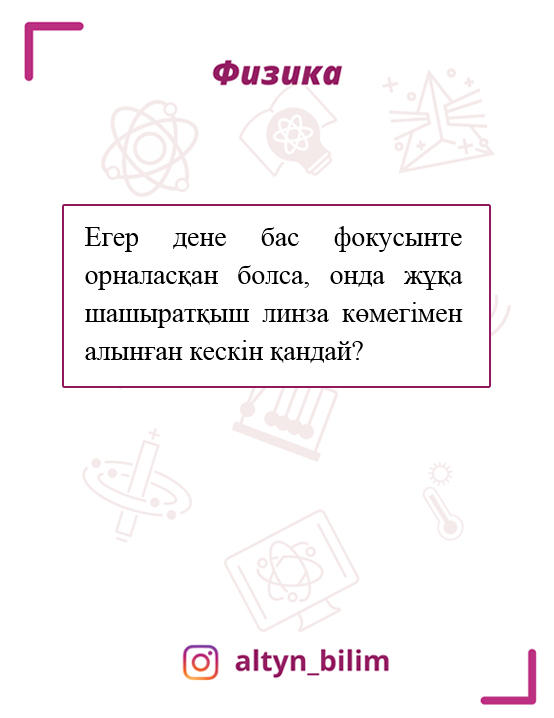 Физика
Егер дене бас фокусынте
орналасқан болса, онда жұқа
шашыратқыш линза көмегімен
алынған кескін қандай?
altyn_bilim